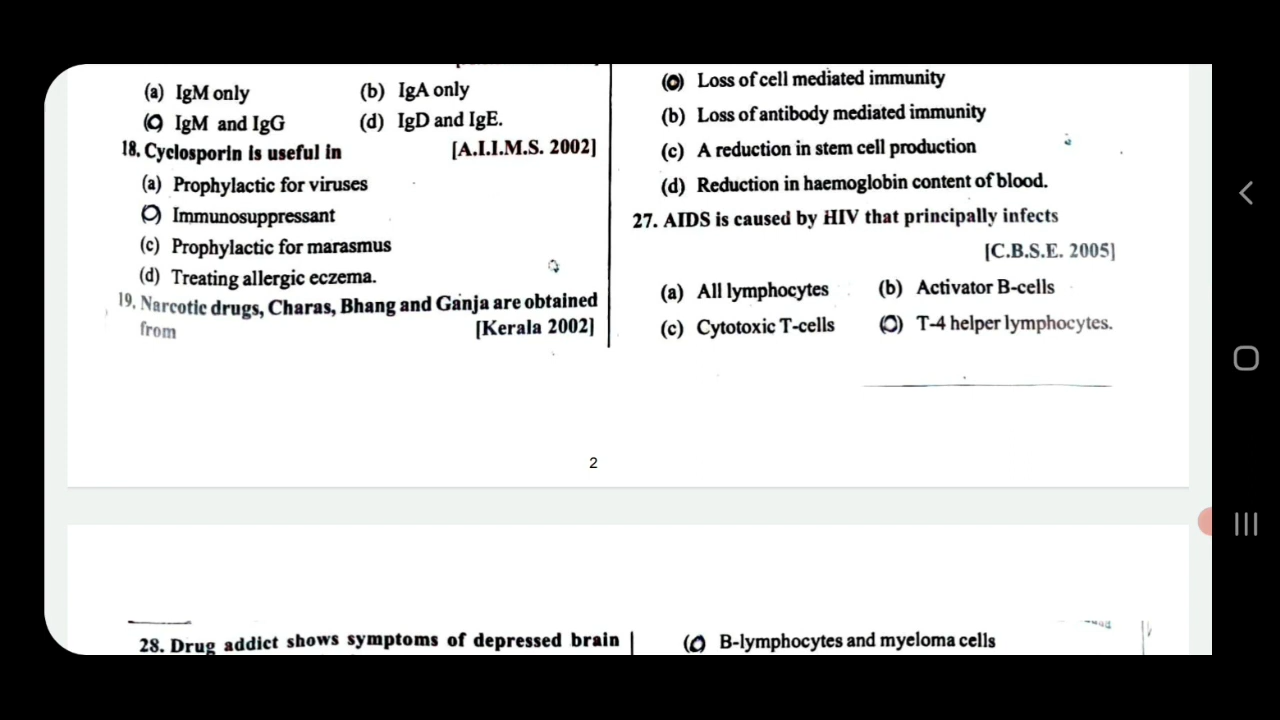 (a) IgM only (b) IgA only
( IgM and IgG (d) IgD and IgE.
18. Cyclosporin is useful in [A.I.I.M.S. 2002]
(a) Prophylactic for viruses
Immunosuppressant
(c) Prophylactic for marasmus
(d) Treating allergic eczema.
19. Narcotic drugs, Charas, Bhang and Ganja are obtained
from [Kerala 2002]
Loss of cell mediated immunity
(b) Loss of antibody mediated immunity
(c) A reduction in stem cell production
(d) Reduction in haemoglobin content of blood.
27. AIDS is caused by HIV that principally infects
[C.B.S.E. 2005]
(a) All lymphocytes (b) Activator B-cells
(c) Cytotoxic T-cells T-4 helper lymphocytes.
2
28. Drug addict shows symptoms of depressed brain
B-lymphocytes and myeloma cells